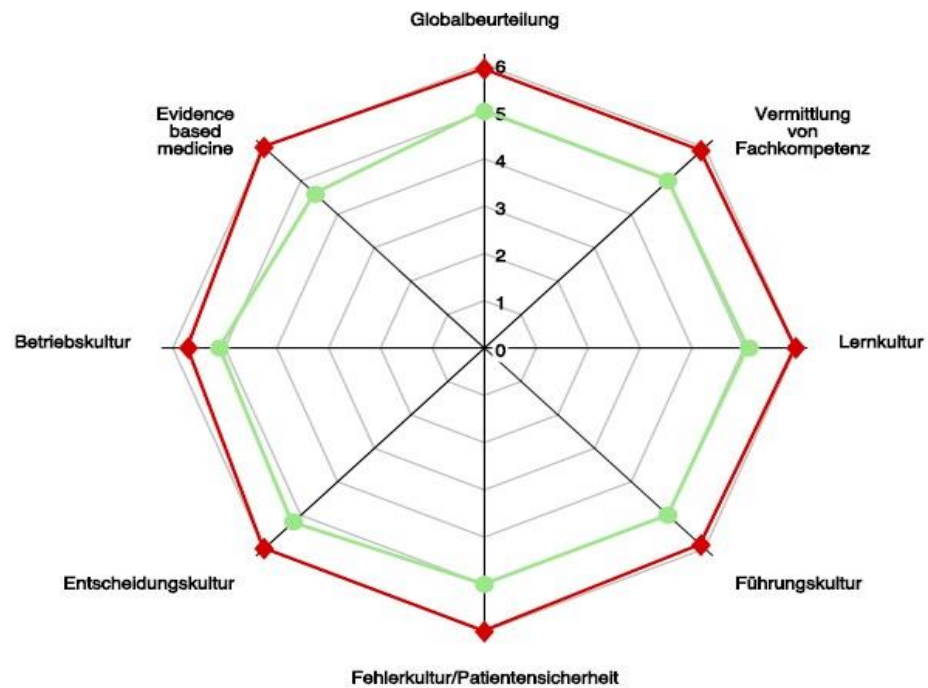 Globalbeurteilung
6
Evidence
based
medicine
Vermittlung
von
Fachkompetenz
5
4
3
2
1
Betriebskultur
0
Lernkultur
Entscheidungskultur
Führungskultur
Fehlerkultur/Patientensicherheit